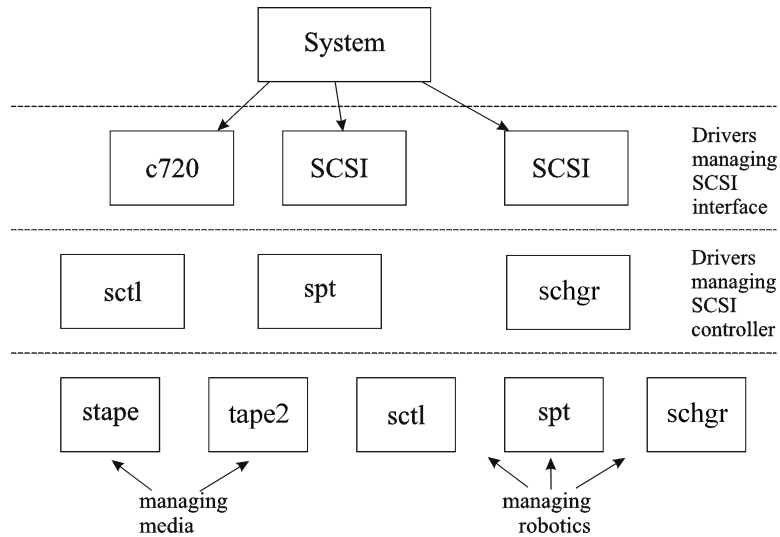 System
c720
SCSI
SCSI
Drivers
managing
SCSI
interface
sctl
spt
schgr
Drivers
managing
SCSI
controller
stape
tape2
sctl
spt
schgr
managing
media
managing
robotics